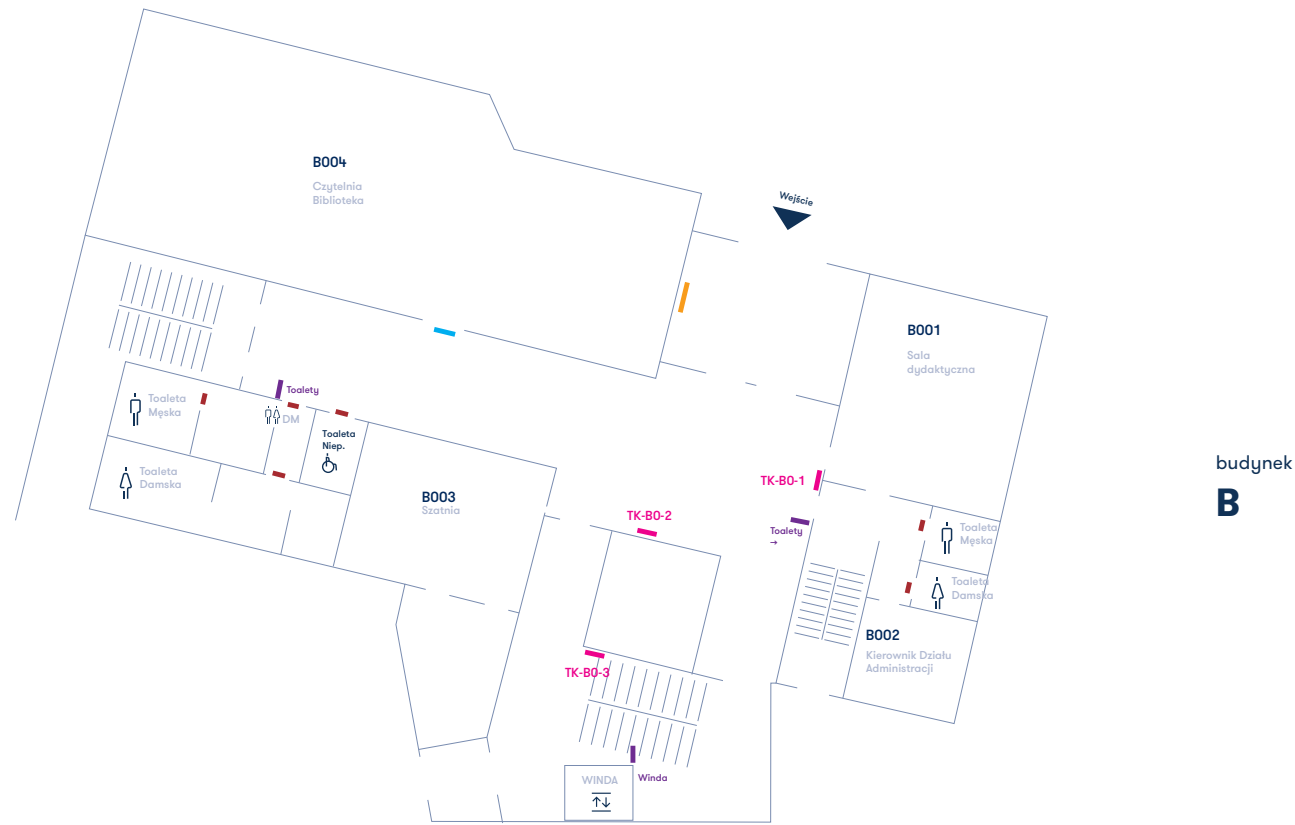 B004
Czytelnia
Biblioteka
Wejście
B001
Sala
dydaktyczna
Toalety
Toaleta
Męska
DM
Toaleta
Niep.
Toaleta
Damska
B003
Szatnia
TK-B0-1
TK-B0-2
Toalety
→
Toaleta
Męska
Toaleta
Damska
B002
Kierownik Działu
Administracji
TK-B0-3
WINDA
Winda
budynek
B